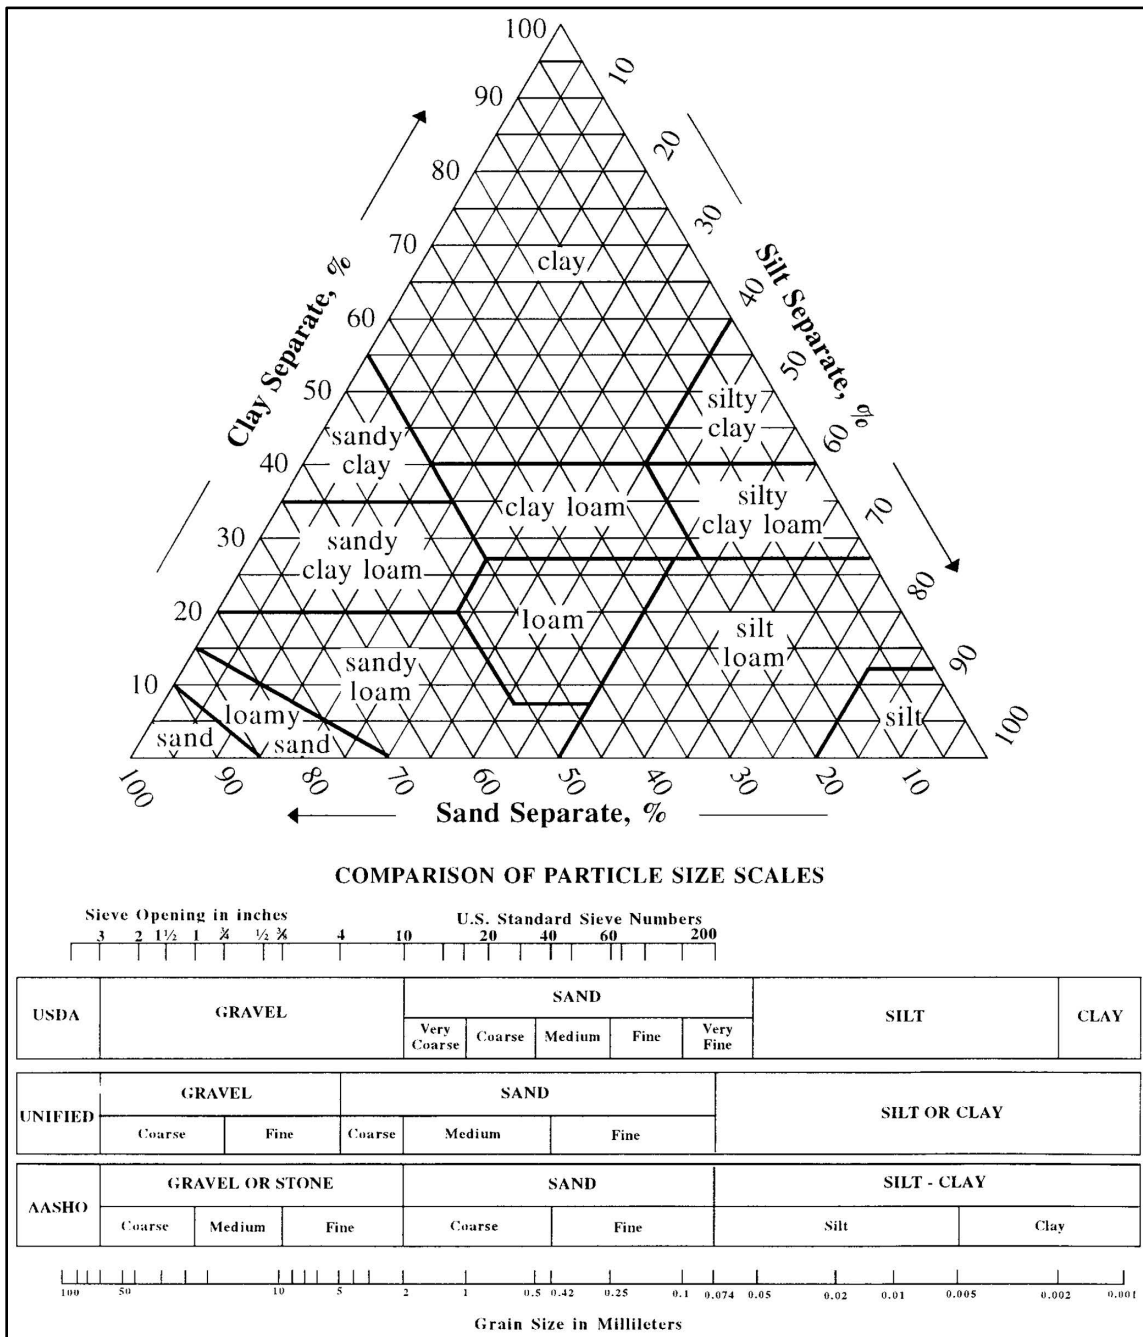 100
10
90
20
80
30
70
clay
40
60
50
50
silty
clay
60
sandy
clay
40
silty
clay loam
70
clay loam
30
sandy
clay loam
80
20
loam
silt
loam
90
sandy
loam
10
loamy
sand
sand
silt
100
100
90
80
70
60
50
40
30
20
10
Clay Separate, %
Silt Separate, %
Sand Separate, %
COMPARISON OF PARTICLE SIZE SCALES
Sieve Opening in inches
U.S. Standard Sieve Numbers
3 2 1½ 1 ¾ ½ ⅜ 4 10 20 40 60 200
USDA
GRAVEL
SAND
SILT
CLAY
Very
Coarse
Coarse
Medium
Fine
Very
Fine
UNIFIED
GRAVEL
SAND
SILT OR CLAY
Coarse
Fine
Coarse
Medium
Fine
AASHO
GRAVEL OR STONE
SAND
SILT - CLAY
Coarse
Medium
Fine
Coarse
Fine
Silt
Clay
100 50 10 5 2 1 0.5 0.42 0.25 0.1 0.074 0.05 0.02 0.01 0.005 0.002 0.001
Grain Size in Millileters